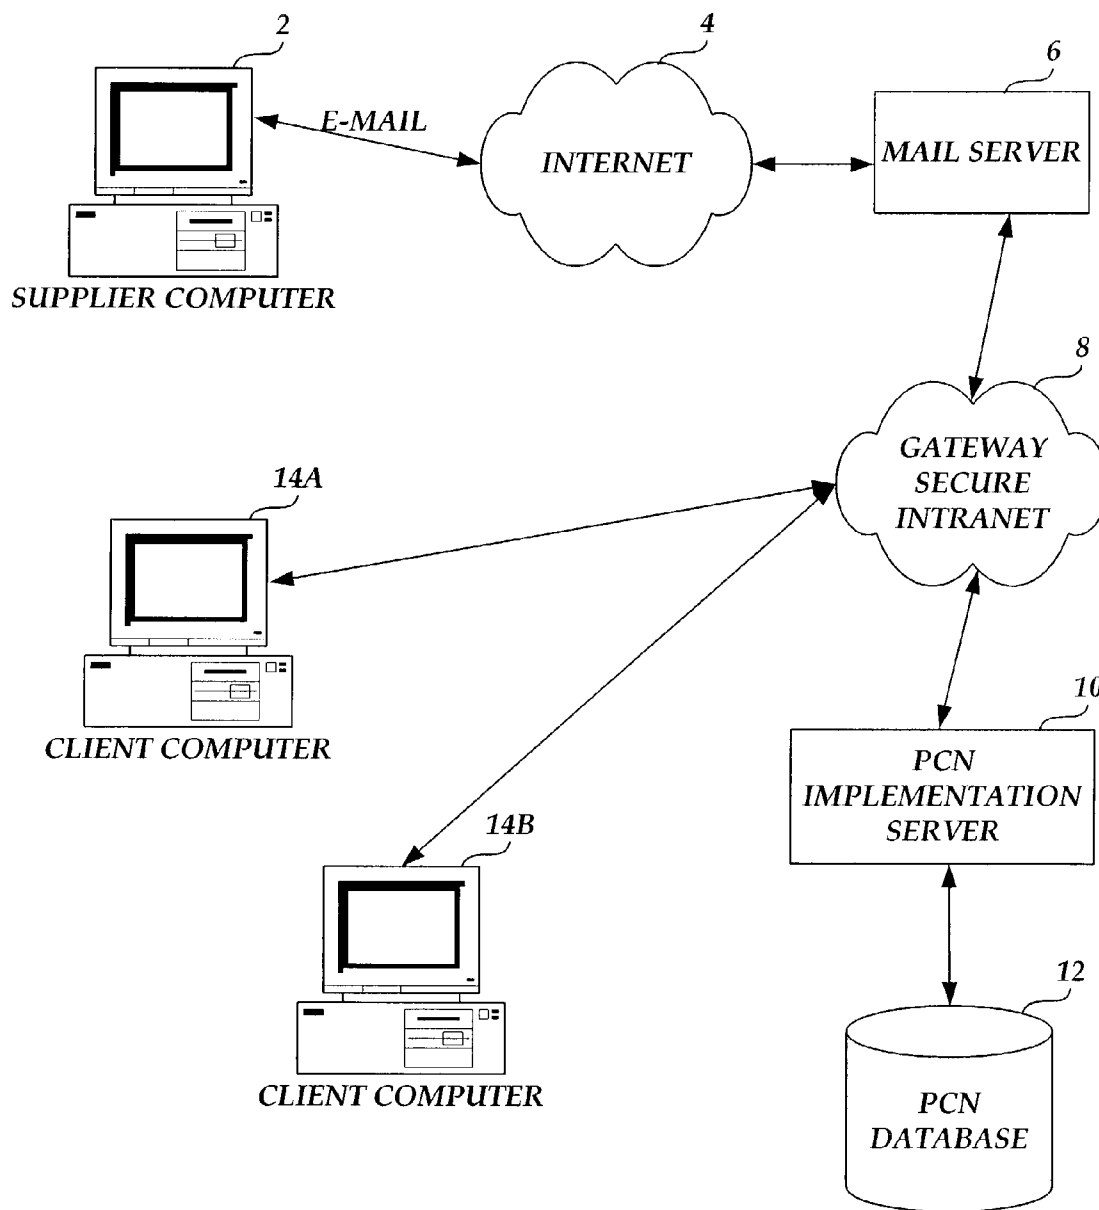 2
4
6
E-MAIL
INTERNET
MAIL SERVER
SUPPLIER COMPUTER
8
GATEWAY
SECURE
INTRANET
14A
CLIENT COMPUTER
10
PCN
IMPLEMENTATION
SERVER
14B
CLIENT COMPUTER
12
PCN
DATABASE